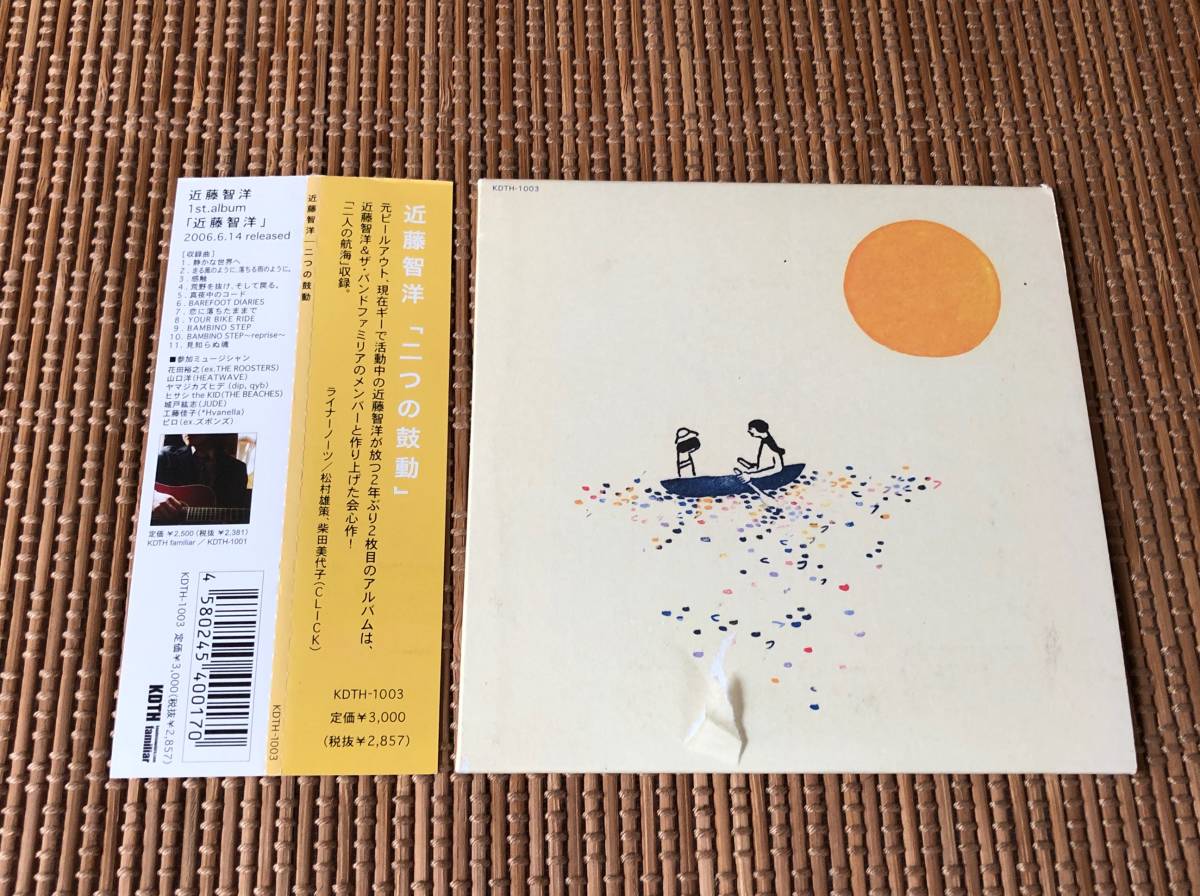 近藤智洋
1st.album
「近藤智洋」
2006.6.14 released
[収録曲]
1. 静かな世界へ
2. 走る風のように、落ちる雨のように。
3. 感触
4. 荒野を抜け、そして戻る。
5. 真夜中のコード
6. BAREFOOT DIARIES
7. 恋に落ちたままで
8. YOUR BIKE RIDE
9. BAMBINO STEP
10. BAMBINO STEP〜reprise〜
11. 見知らぬ魂
■参加ミュージシャン
花田裕之(ex.THE ROOSTERS)
山口洋(HEATWAVE)
ヤマジカズヒデ (dip, qyb)
ヒサシ the KID(THE BEACHES)
城戸紘志(JUDE)
工藤佳子(*Hvanella)
ピロ(ex.ズボンズ)
定価 ¥2,500(税抜 ¥2,381)
KDTH familiar / KDTH-1001
4580245400170
KDTH-1003 定価¥3,000(税抜¥2,857)
KDTH familiar
近藤智洋 二つの鼓動
KDTH-1003
近藤智洋「二つの鼓動」
元ピールアウト、現在ギーで活動中の近藤智洋が放つ2年ぶり2枚目のアルバムは、
近藤智洋&ザ・バンドファミリアのメンバーと作り上げた会心作!
「二人の航海」収録。
ライナーノーツ/松村雄策、柴田美代子(CLICK)
KDTH-1003
定価¥3,000
(税抜¥2,857)
KDTH-1003